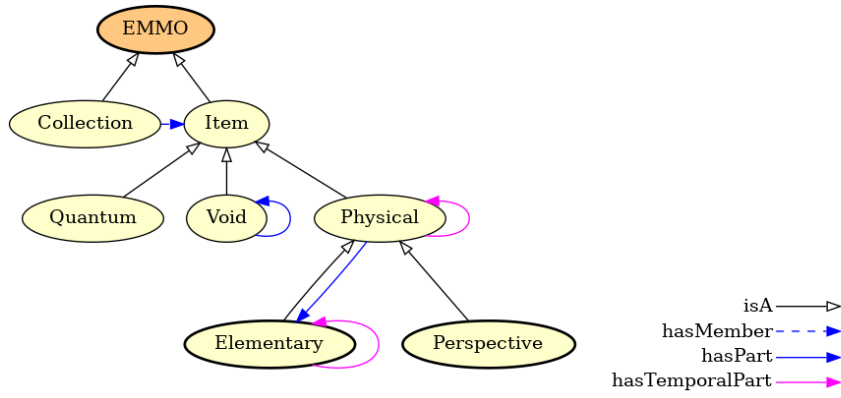 EMMO
Collection
Item
Quantum
Void
Physical
Elementary
Perspective
isA
hasMember
hasPart
hasTemporalPart